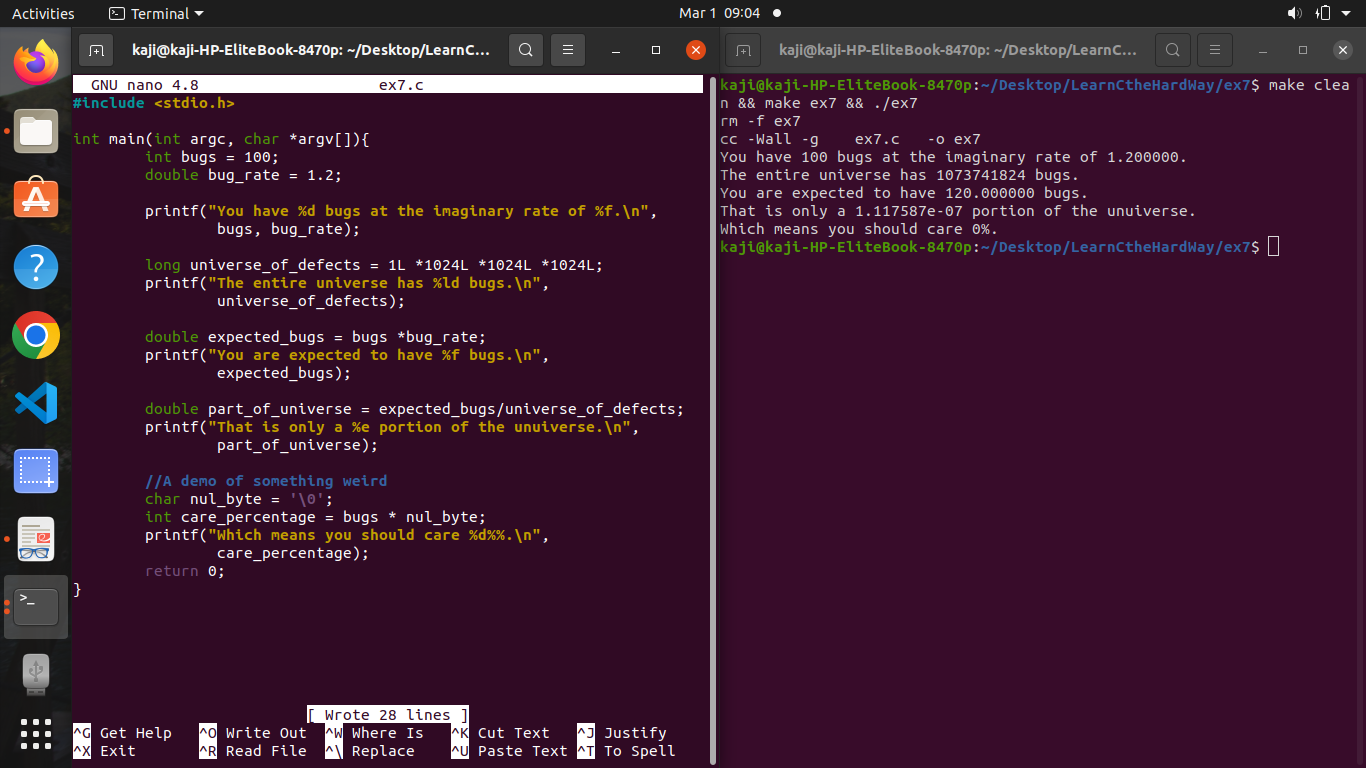 Activities
Terminal
Mar 1 09:04
kaji@kaji-HP-EliteBook-8470p: ~/Desktop/LearnC...
GNU nano 4.8 ex7.c
#include <stdio.h>
int main(int argc, char *argv[]){
int bugs = 100;
double bug_rate = 1.2;
printf("You have %d bugs at the imaginary rate of %f.\n",
bugs, bug_rate);
long universe_of_defects = 1L *1024L *1024L *1024L;
printf("The entire universe has %ld bugs.\n",
universe_of_defects);
double expected_bugs = bugs *bug_rate;
printf("You are expected to have %f bugs.\n",
expected_bugs);
double part_of_universe = expected_bugs/universe_of_defects;
printf("That is only a %e portion of the unuiverse.\n",
part_of_universe);
//A demo of something weird
char nul_byte = '\0';
int care_percentage = bugs * nul_byte;
printf("Which means you should care %d%%.\n",
care_percentage);
return 0;
}
[ Wrote 28 lines ]
^G Get Help ^O Write Out ^W Where Is ^K Cut Text ^J Justify
^X Exit ^R Read File ^\ Replace ^U Paste Text ^T To Spell
kaji@kaji-HP-EliteBook-8470p: ~/Desktop/LearnC...
kaji@kaji-HP-EliteBook-8470p:~/Desktop/LearnCtheHardWay/ex7$ make clea
n && make ex7 && ./ex7
rm -f ex7
cc -Wall -g ex7.c -o ex7
You have 100 bugs at the imaginary rate of 1.200000.
The entire universe has 1073741824 bugs.
You are expected to have 120.000000 bugs.
That is only a 1.117587e-07 portion of the unuiverse.
Which means you should care 0%.
kaji@kaji-HP-EliteBook-8470p:~/Desktop/LearnCtheHardWay/ex7$